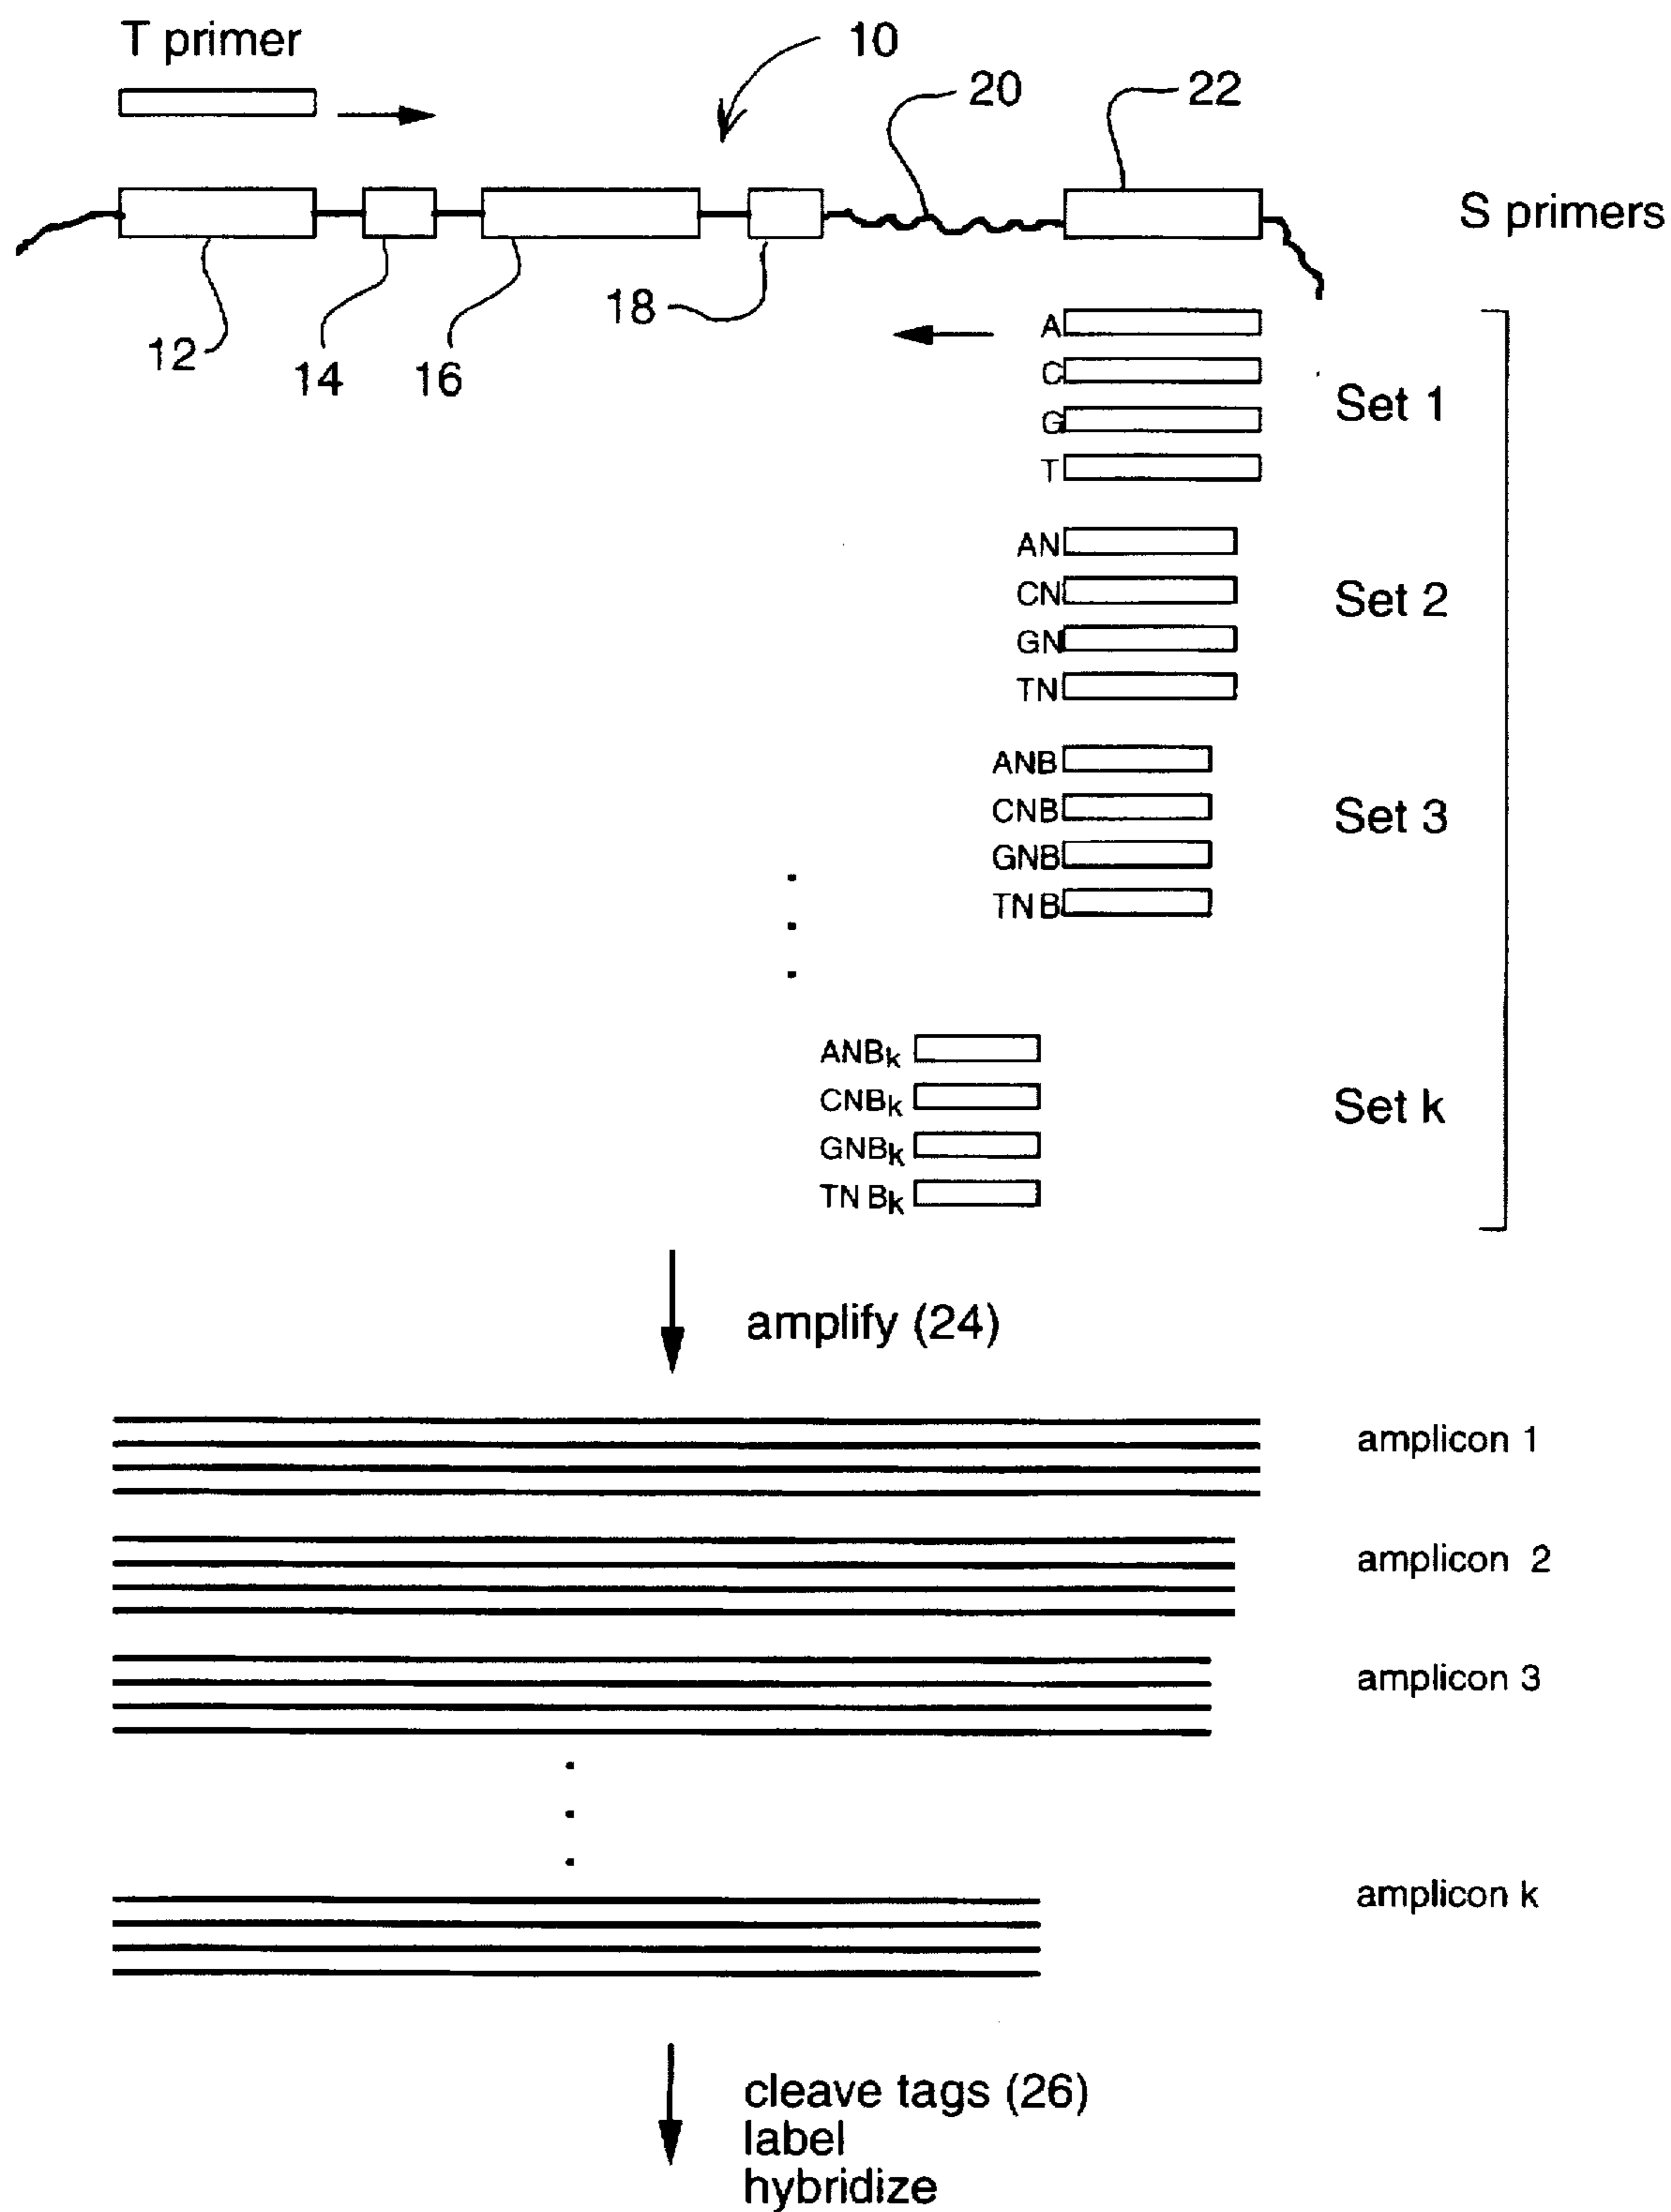 T primer
10
20
22
S primers
12
14
16
18
A
C
G
T
Set 1
AN
CN
GN
TN
Set 2
ANB
CNB
GNB
TNB
Set 3
ANBk
CNBk
GNBk
TNBk
Set k
amplify (24)
amplicon 1
amplicon 2
amplicon 3
amplicon k
cleave tags (26)
label
hybridize